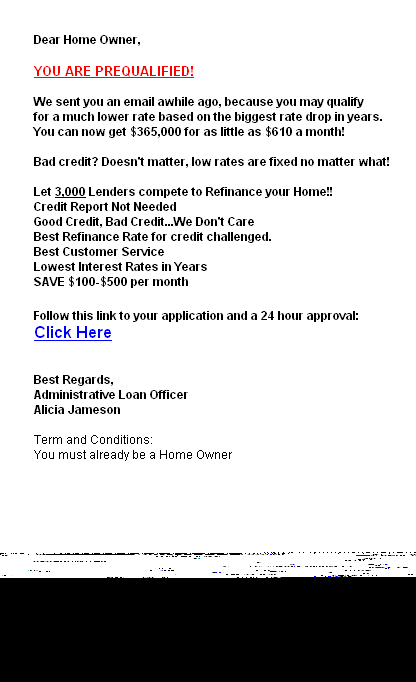 Dear Home Owner,
YOU ARE PREQUALIFIED!
We sent you an email awhile ago, because you may qualify
for a much lower rate based on the biggest rate drop in years.
You can now get $365,000 for as little as $610 a month!
Bad credit? Doesn't matter, low rates are fixed no matter what!
Let 3,000 Lenders compete to Refinance your Home!!
Credit Report Not Needed
Good Credit, Bad Credit...We Don't Care
Best Refinance Rate for credit challenged.
Best Customer Service
Lowest Interest Rates in Years
SAVE $100-$500 per month
Follow this link to your application and a 24 hour approval:
Click Here
Best Regards,
Administrative Loan Officer
Alicia Jameson
Term and Conditions:
You must already be a Home Owner